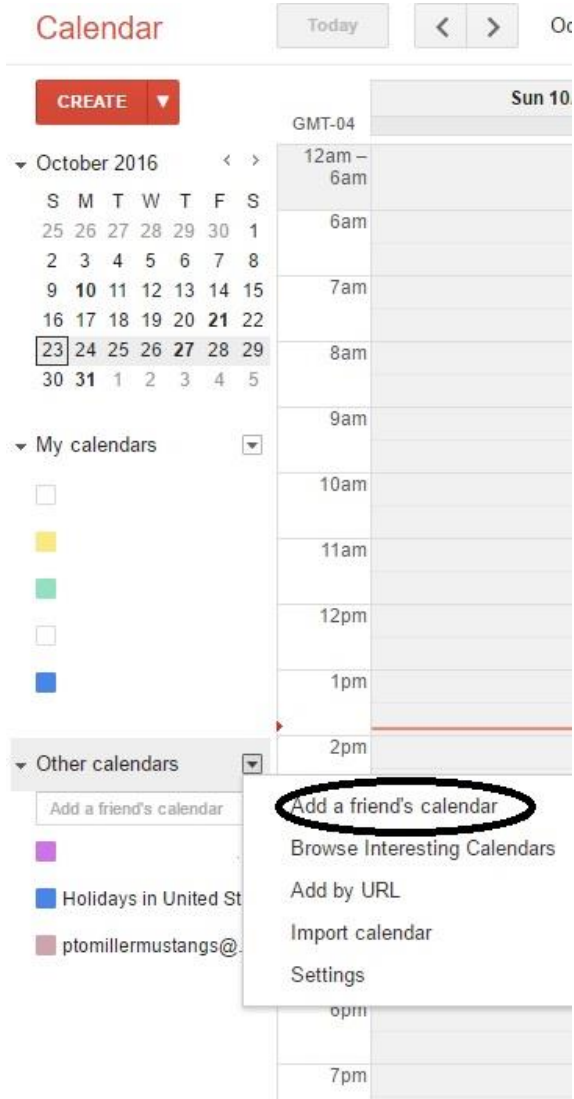 Calendar
Today
CREATE
Sun 10
GMT-04
October 2016
S M T W T F S
25 26 27 28 29 30 1
2 3 4 5 6 7 8
9 10 11 12 13 14 15
16 17 18 19 20 21 22
23 24 25 26 27 28 29
30 31 1 2 3 4 5
12am –
6am
6am
7am
8am
9am
10am
11am
12pm
1pm
2pm
My calendars
Other calendars
Add a friend's calendar
Holidays in United St
ptomillermustangs@.
Add a friend's calendar
Browse Interesting Calendars
Add by URL
Import calendar
Settings
6pm
7pm